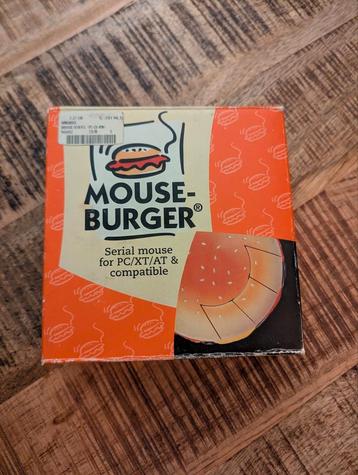 MOUSE-
BURGER®
Serial mouse
for PC/XT/AT &
compatible